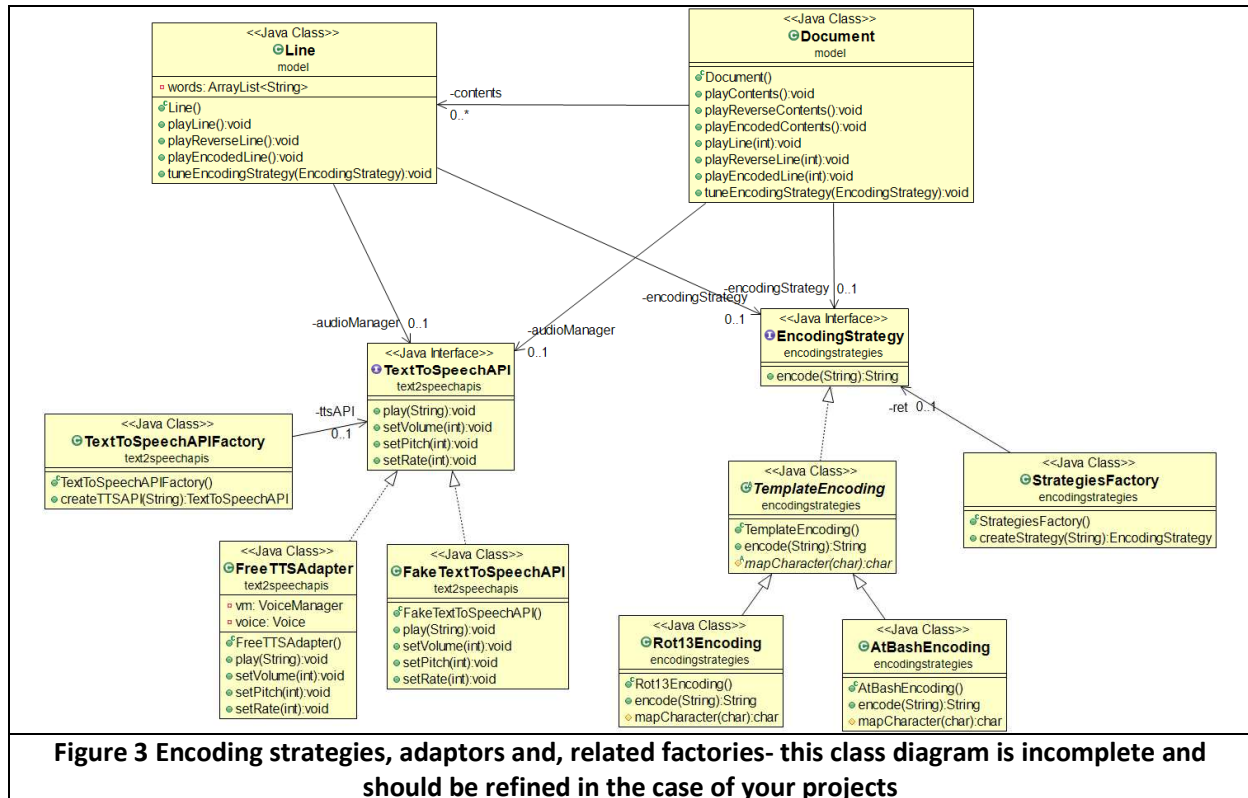 <<Java Class>>
Line
model
words: ArrayList<String>
Line()
playLine():void
playReverseLine():void
playEncodedLine():void
tuneEncodingStrategy(EncodingStrategy):void
<<Java Class>>
Document
model
Document()
playContents():void
playReverseContents():void
playEncodedContents():void
playLine(int):void
playReverseLine(int):void
playEncodedLine(int):void
tuneEncodingStrategy(EncodingStrategy):void
-contents
0..*
-audioManager
0..1
-audioManager
0..1
-encodingStrategy
0..1
-encodingStrategy
0..1
<<Java Interface>>
TextToSpeechAPI
text2speechapis
play(String):void
setVolume(int):void
setPitch(int):void
setRate(int):void
<<Java Interface>>
EncodingStrategy
encodingstrategies
encode(String):String
-ttsAPI
0..1
-ret
0..1
<<Java Class>>
TextToSpeechAPIFactory
text2speechapis
TextToSpeechAPIFactory()
createTTSAPI(String):TextToSpeechAPI
<<Java Class>>
TemplateEncoding
encodingstrategies
TemplateEncoding()
encode(String):String
mapCharacter(char):char
<<Java Class>>
StrategiesFactory
encodingstrategies
StrategiesFactory()
createStrategy(String):EncodingStrategy
<<Java Class>>
FreeTTSAdapter
text2speechapis
vm: VoiceManager
voice: Voice
FreeTTSAdapter()
play(String):void
setVolume(int):void
setPitch(int):void
setRate(int):void
<<Java Class>>
FakeTextToSpeechAPI
text2speechapis
FakeTextToSpeechAPI()
play(String):void
setVolume(int):void
setPitch(int):void
setRate(int):void
<<Java Class>>
Rot13Encoding
encodingstrategies
Rot13Encoding()
encode(String):String
mapCharacter(char):char
<<Java Class>>
AtBashEncoding
encodingstrategies
AtBashEncoding()
encode(String):String
mapCharacter(char):char
Figure 3 Encoding strategies, adaptors and, related factories- this class diagram is incomplete and
should be refined in the case of your projects